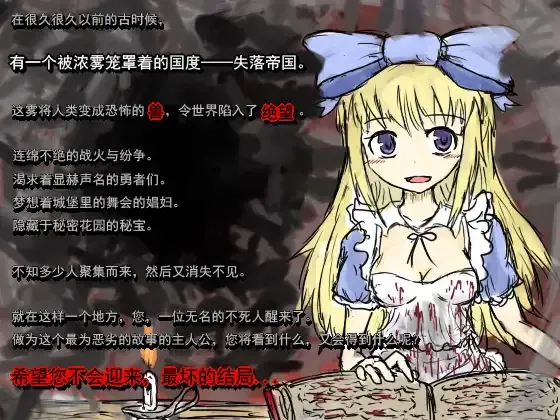 在很久很久以前的古时候，
有一个被浓雾笼罩着的国度——失落帝国。
这雾将人类变成恐怖的兽，令世界陷入了绝望。
连绵不绝的战火与纷争。
渴求着显赫声名的勇者们。
梦想着城堡里的舞会的娼妇。
隐藏于秘密花园的秘宝。
不知多少人聚集而来，然后又消失不见。
就在这样一个地方，您，一位无名的不死人醒来了。
做为这个最为恶劣的故事的主人公，您将看到什么，又会得到什么呢？
希望您不会迎来，最坏的结局...